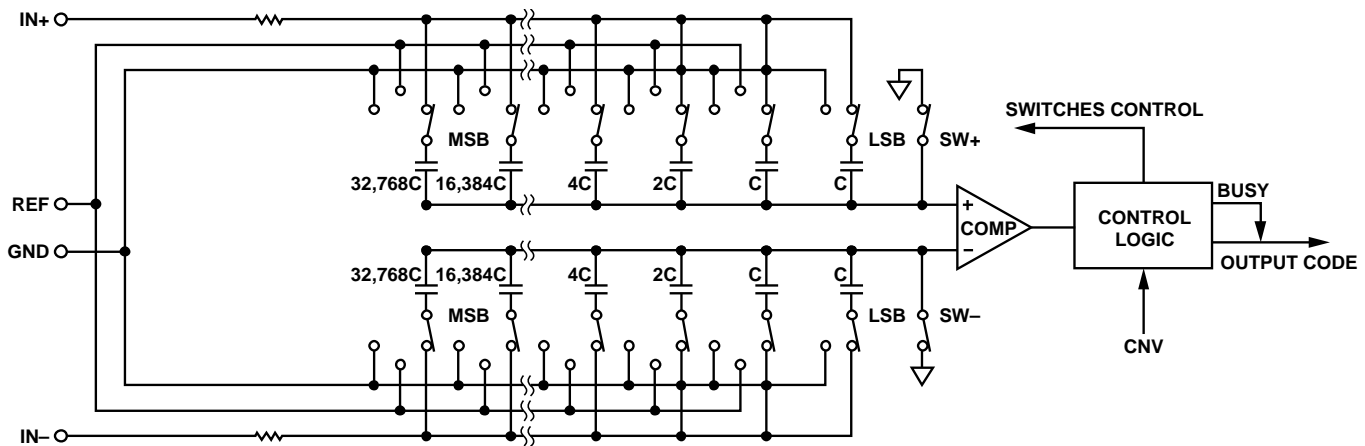 IN+
SWITCHES CONTROL
MSB
LSB
SW+
32,768C
16,384C
4C
2C
C
C
BUSY
REF
+
COMP
–
CONTROL
LOGIC
GND
OUTPUT CODE
32,768C
16,384C
4C
2C
C
C
MSB
LSB
SW–
CNV
IN–